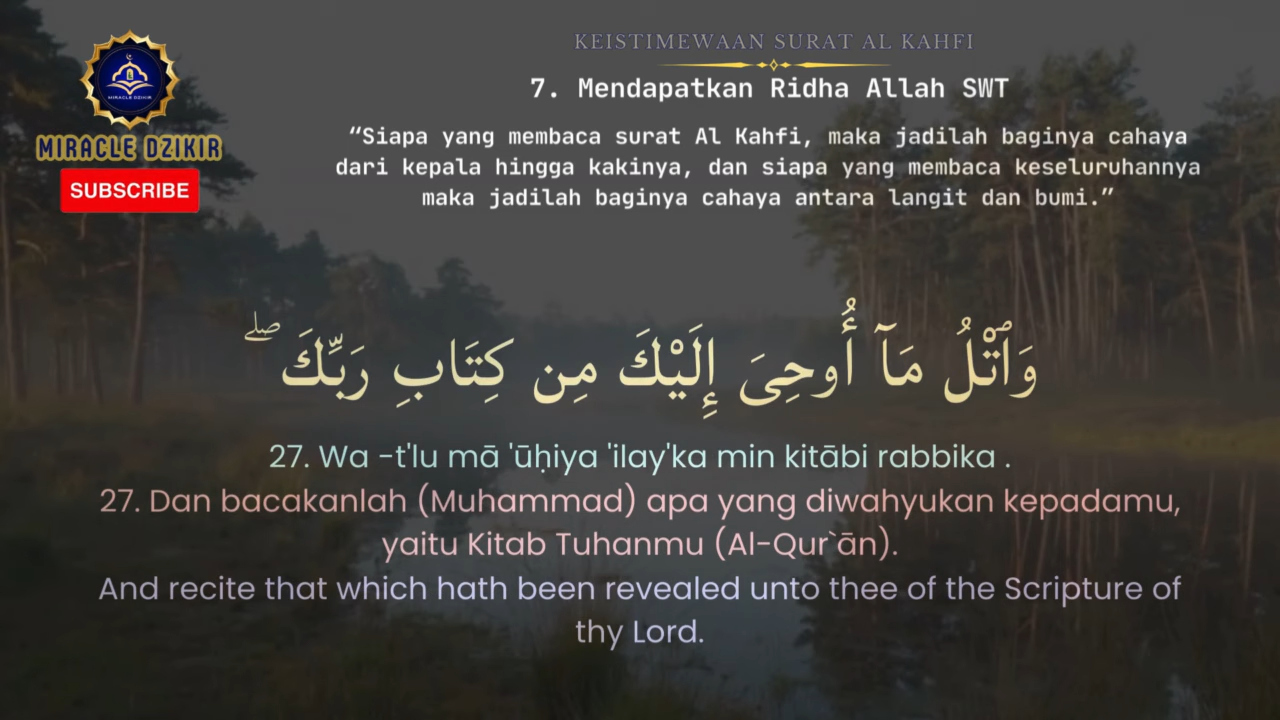 KEISTIMEWAAN SURAT AL KAHFI
7. Mendapatkan Ridha Allah SWT
“Siapa yang membaca surat Al Kahfi, maka jadilah baginya cahaya
dari kepala hingga kakinya, dan siapa yang membaca keseluruhannya
maka jadilah baginya cahaya antara langit dan bumi.”
MIRACLE DZIKIR
MIRACLE DZIKIR
SUBSCRIBE
وَٱتْلُ مَآ أُوحِىَ إِلَيْكَ مِن كِتَابِ رَبِّكَ ۖ
27. Wa -t'lu mā 'ūḥiya 'ilay'ka min kitābi rabbika .
27. Dan bacakanlah (Muhammad) apa yang diwahyukan kepadamu,
yaitu Kitab Tuhanmu (Al-Qur`ān).
And recite that which hath been revealed unto thee of the Scripture of
thy Lord.